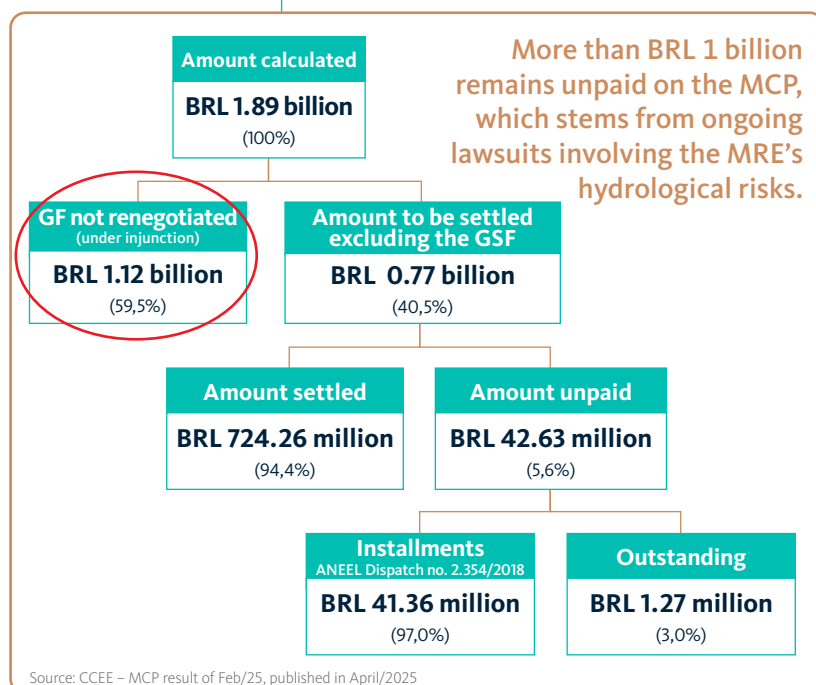 More than BRL 1 billion
remains unpaid on the MCP,
which stems from ongoing
lawsuits involving the MRE’s
hydrological risks.
Amount calculated
BRL 1.89 billion
(100%)
GF not renegotiated
(under injunction)
BRL 1.12 billion
(59,5%)
Amount to be settled
excluding the GSF
BRL 0.77 billion
(40,5%)
Amount settled
BRL 724.26 million
(94,4%)
Amount unpaid
BRL 42.63 million
(5,6%)
Installments
ANEEL Dispatch no. 2.354/2018
BRL 41.36 million
(97,0%)
Outstanding
BRL 1.27 million
(3,0%)
Source: CCEE – MCP result of Feb/25, published in April/2025